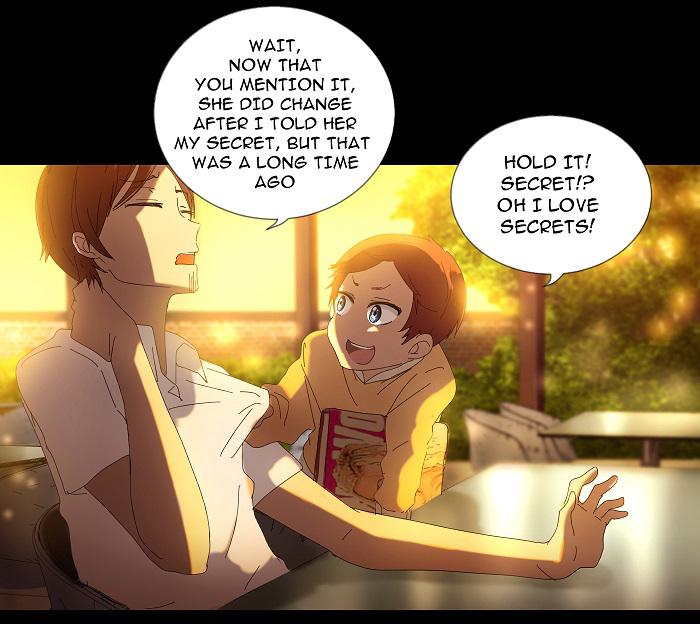 WAIT,
NOW THAT
YOU MENTION IT,
SHE DID CHANGE
AFTER I TOLD HER
MY SECRET, BUT THAT
WAS A LONG TIME
AGO
HOLD IT!
SECRET!?
OH I LOVE
SECRETS!